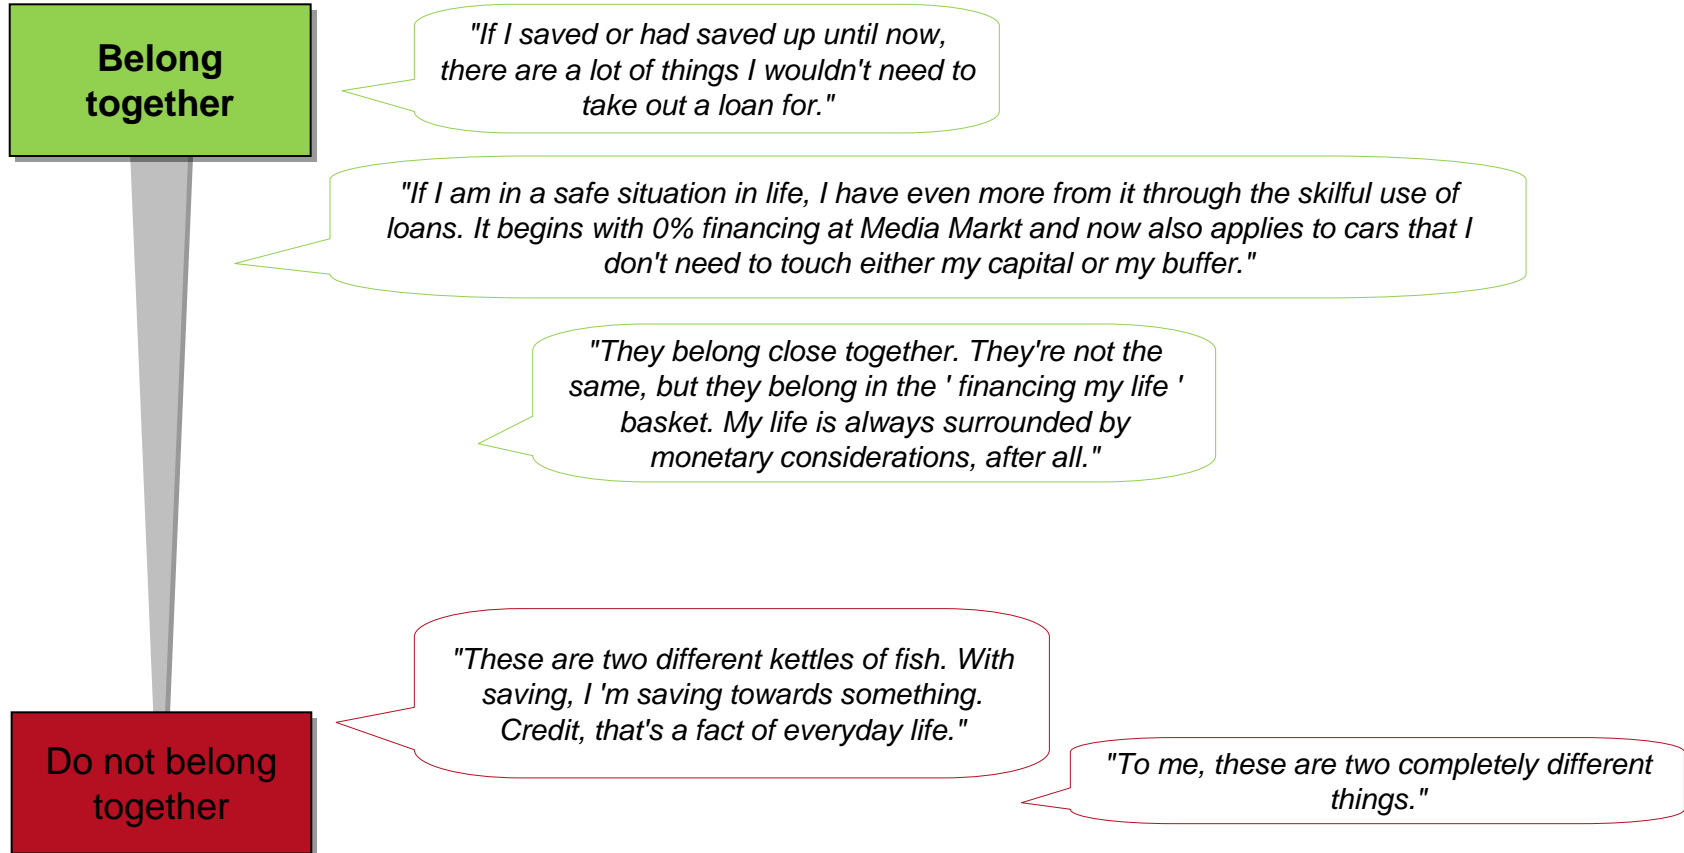 Belong
together
"If I saved or had saved up until now,
there are a lot of things I wouldn't need to
take out a loan for."
"If I am in a safe situation in life, I have even more from it through the skilful use of
loans. It begins with 0% financing at Media Markt and now also applies to cars that I
don't need to touch either my capital or my buffer."
"They belong close together. They're not the
same, but they belong in the ' financing my life '
basket. My life is always surrounded by
monetary considerations, after all."
"These are two different kettles of fish. With
saving, I 'm saving towards something.
Credit, that's a fact of everyday life."
Do not belong
together
"To me, these are two completely different
things."